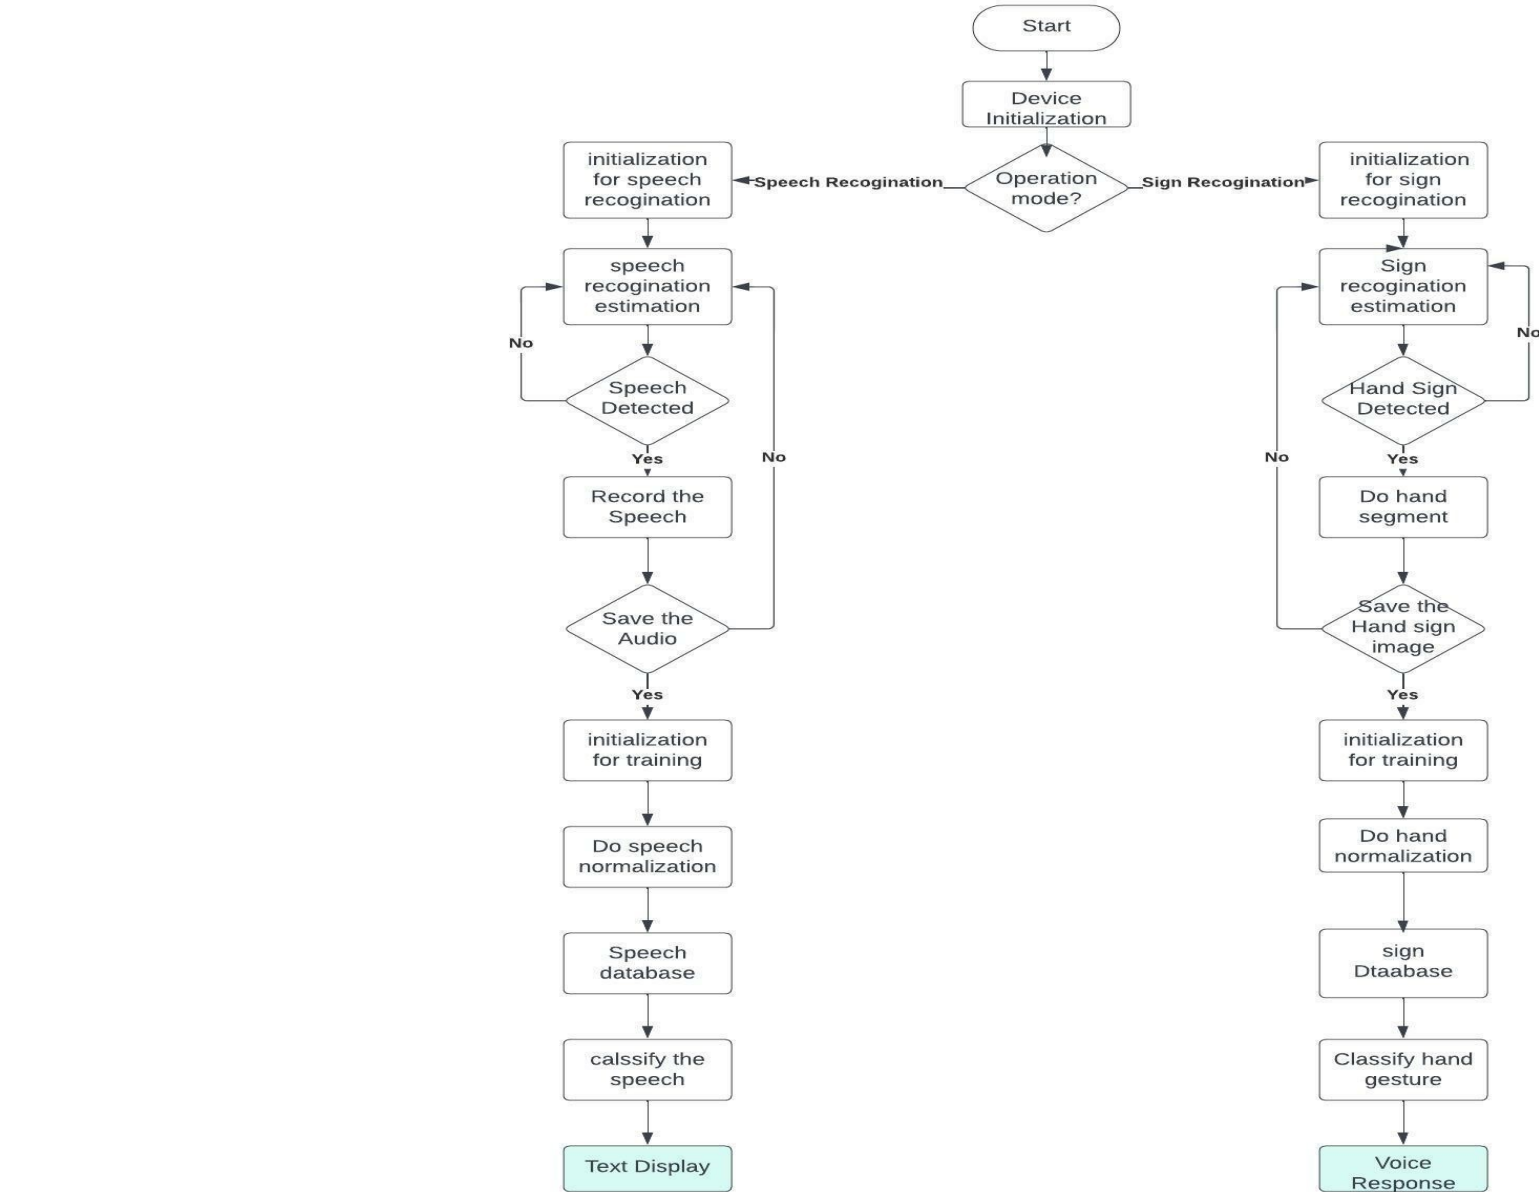 Start
Device
Initialization
Operation
mode?
Speech Recogination
initialization
for speech
recogination
speech
recogination
estimation
No
Speech
Detected
Yes
No
Record the
Speech
Save the
Audio
Yes
initialization
for training
Do speech
normalization
Speech
database
calssify the
speech
Text Display
Sign Recogination
initialization
for sign
recogination
Sign
recogination
estimation
No
Hand Sign
Detected
Yes
No
Do hand
segment
Save the
Hand sign
image
Yes
initialization
for training
Do hand
normalization
sign
Dtaabase
Classify hand
gesture
Voice
Response